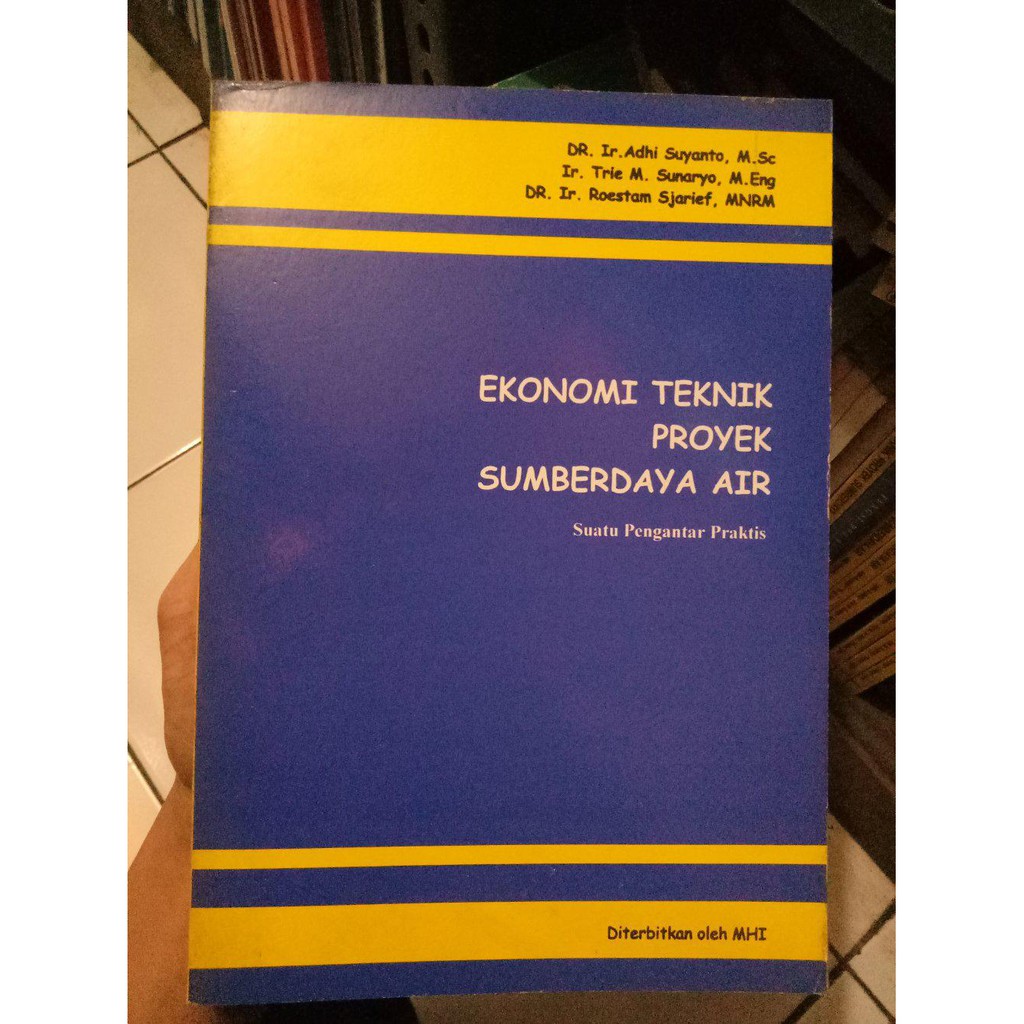 DR. Ir.Adhi Suyanto, M.Sc
Ir. Trie M. Sunaryo, M.Eng
DR. Ir. Roestam Sjarief, MNRM
EKONOMI TEKNIK
PROYEK
SUMBERDAYA AIR
Suatu Pengantar Praktis
Diterbitkan oleh MHI